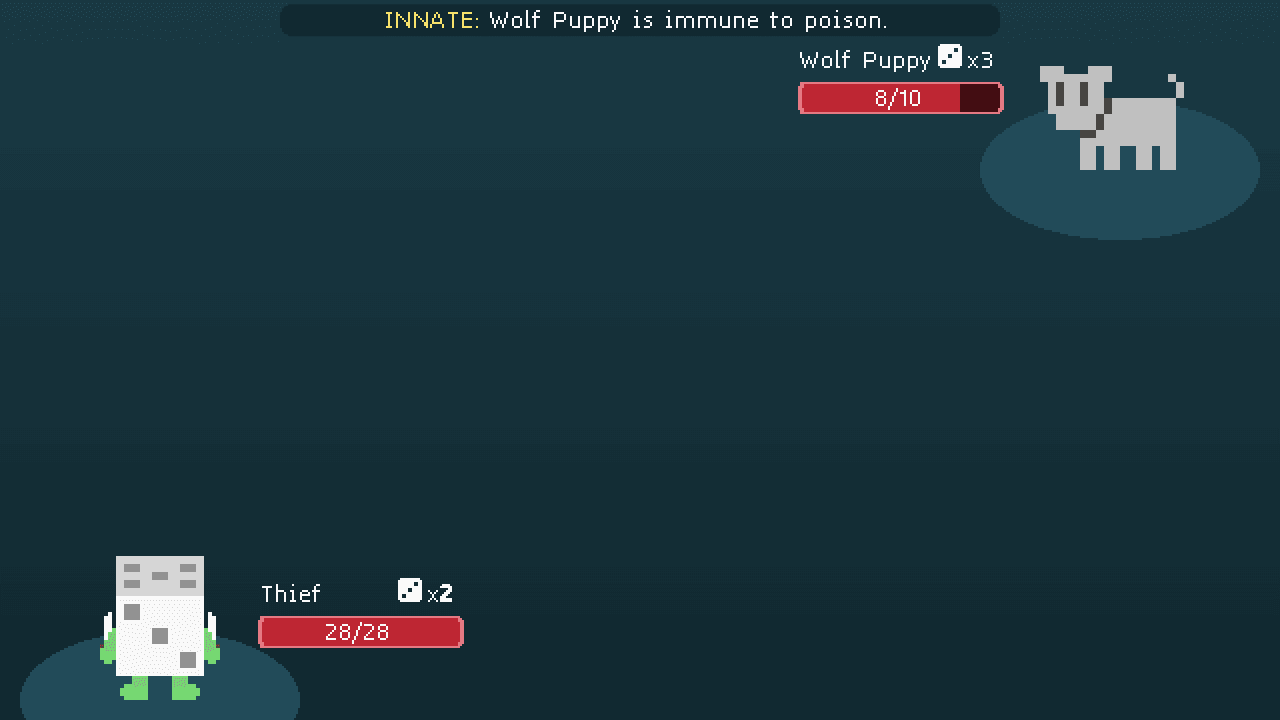 INNATE: Wolf Puppy is immune to poison.
Wolf Puppy x3
8/10
Thief x2
28/28